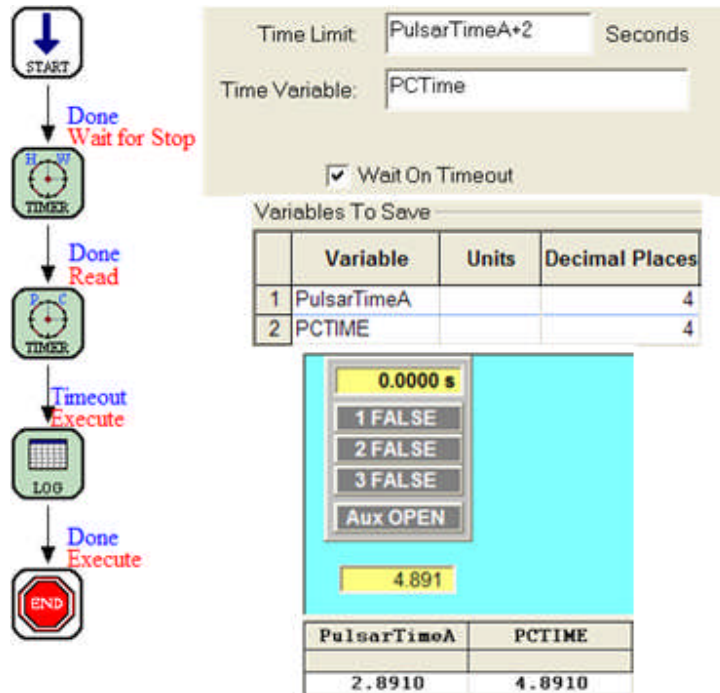 START
Done
Wait for Stop
H W
TIMER
Done
Read
P C
TIMER
Timeout
Execute
LOG
Done
Execute
END
Time Limit: PulsarTimeA+2 Seconds
Time Variable: PCTime
Wait On Timeout
Variables To Save
Variable Units Decimal Places
1 PulsarTimeA 4
2 PCTIME 4
0.0000 s
1 FALSE
2 FALSE
3 FALSE
Aux OPEN
4.891
PulsarTimeA PCTIME
2.8910 4.8910